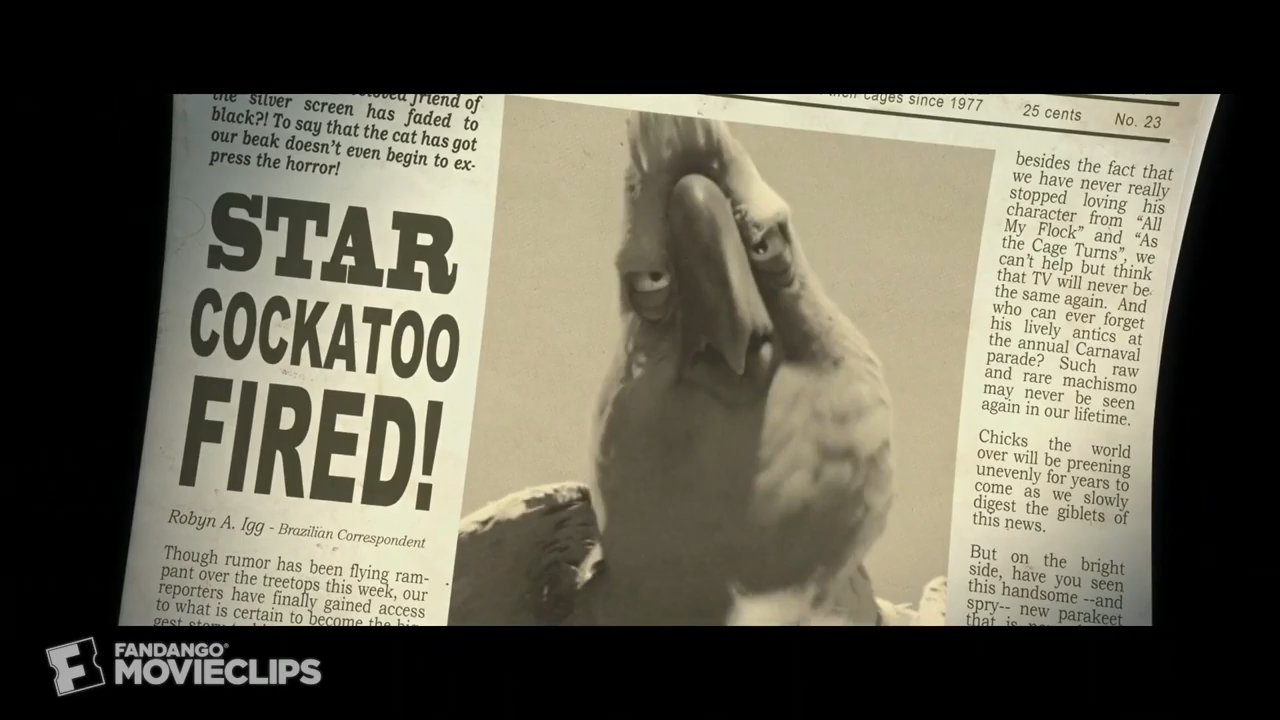 friend of
the silver screen has faded to
black?! To say that the cat has got
our beak doesn't even begin to ex-
press the horror!
STAR
COCKATOO
FIRED!
Robyn A. Igg - Brazilian Correspondent
Though rumor has been flying ram-
pant over the treetops this week, our
reporters have finally gained access
to what is certain to become the big-
cages since 1977 25 cents No. 23
besides the fact that
we have never really
stopped loving his
character from "All
My Flock" and "As
the Cage Turns", we
can't help but think
that TV will never be
the same again. And
who can ever forget
his lively antics at
the annual Carnaval
parade? Such raw
and rare machismo
may never be seen
again in our lifetime.
Chicks the world
over will be preening
unevenly for years to
come as we slowly
digest the giblets of
this news.
But on the bright
side, have you seen
this handsome --and
spry-- new parakeet
that is
FANDANGO
MOVIECLIPS